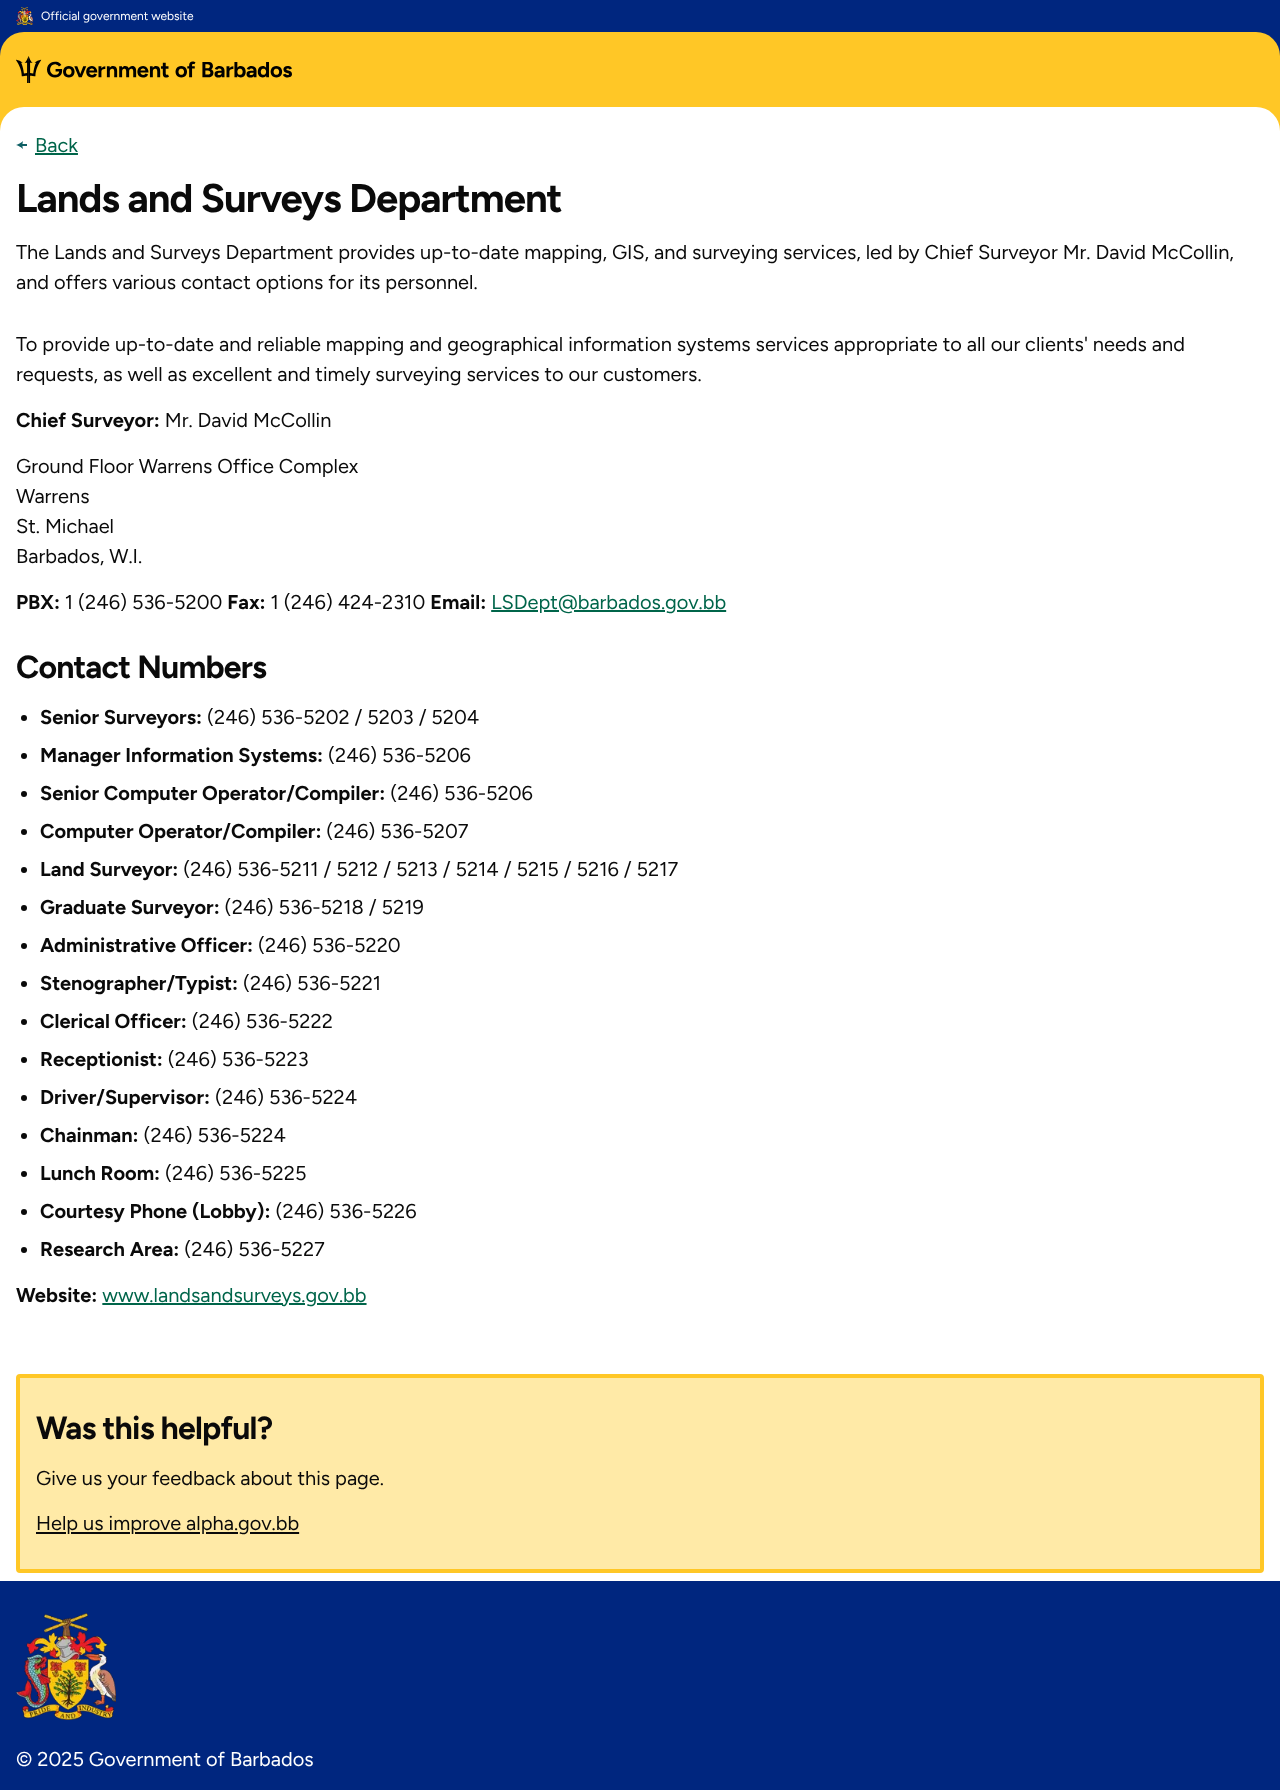 Official government website
Government of Barbados
Back
Lands and Surveys Department
The Lands and Surveys Department provides up-to-date mapping, GIS, and surveying services, led by Chief Surveyor Mr. David McCollin,
and offers various contact options for its personnel.
To provide up-to-date and reliable mapping and geographical information systems services appropriate to all our clients' needs and
requests, as well as excellent and timely surveying services to our customers.
Chief Surveyor: Mr. David McCollin
Ground Floor Warrens Office Complex
Warrens
St. Michael
Barbados, W.I.
PBX: 1 (246) 536-5200 Fax: 1 (246) 424-2310 Email: LSDept@barbados.gov.bb
Contact Numbers
Senior Surveyors: (246) 536-5202 / 5203 / 5204
Manager Information Systems: (246) 536-5206
Senior Computer Operator/Compiler: (246) 536-5206
Computer Operator/Compiler: (246) 536-5207
Land Surveyor: (246) 536-5211 / 5212 / 5213 / 5214 / 5215 / 5216 / 5217
Graduate Surveyor: (246) 536-5218 / 5219
Administrative Officer: (246) 536-5220
Stenographer/Typist: (246) 536-5221
Clerical Officer: (246) 536-5222
Receptionist: (246) 536-5223
Driver/Supervisor: (246) 536-5224
Chainman: (246) 536-5224
Lunch Room: (246) 536-5225
Courtesy Phone (Lobby): (246) 536-5226
Research Area: (246) 536-5227
Website: www.landsandsurveys.gov.bb
Was this helpful?
Give us your feedback about this page.
Help us improve alpha.gov.bb
PRIDE AND INDUSTRY
© 2025 Government of Barbados